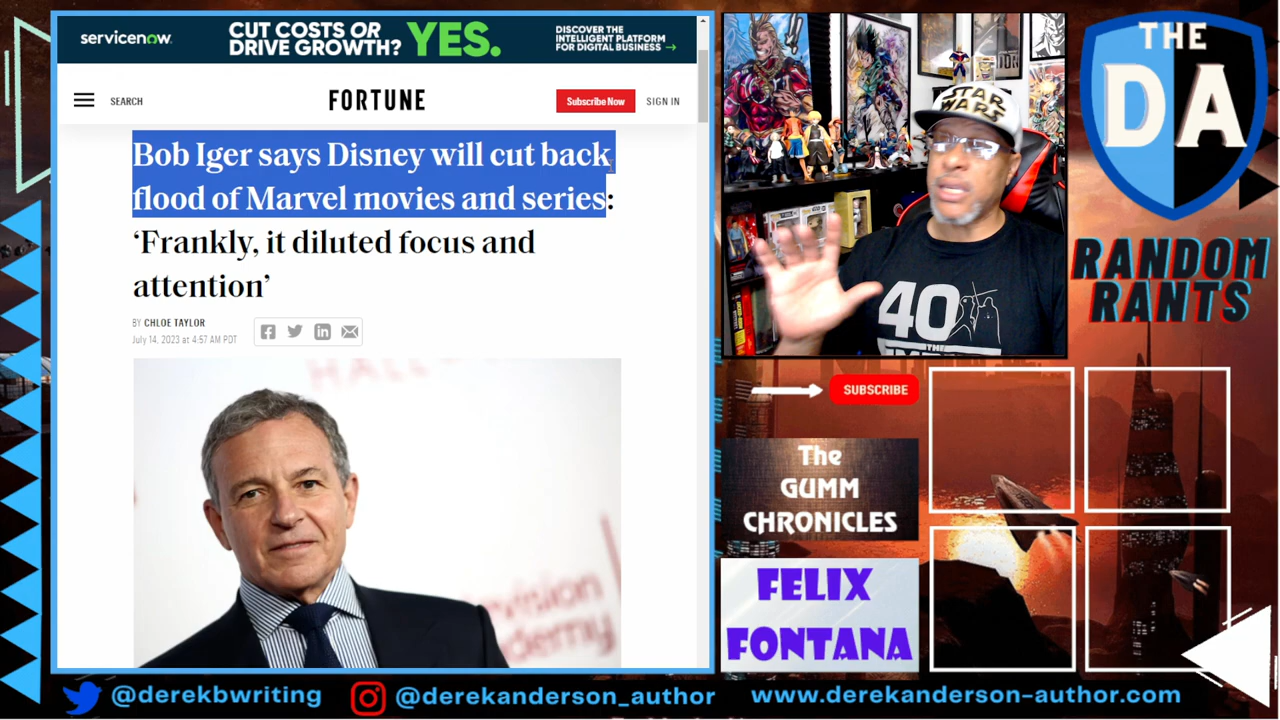 servicenow
CUT COSTS OR
DRIVE GROWTH?
YES.
DISCOVER THE
INTELLIGENT PLATFORM
FOR DIGITAL BUSINESS →
SEARCH
FORTUNE
Subscribe Now
SIGN IN
Bob Iger says Disney will cut back
flood of Marvel movies and series:
‘Frankly, it diluted focus and
attention’
BY CHLOE TAYLOR
July 14, 2023 at 4:57 AM PDT
STAR
WARS
40
THE
THE
DA
RANDOM
RANTS
SUBSCRIBE
The
GUMM
CHRONICLES
FELIX
FONTANA
@derekbwriting
@derekanderson_author
www.derekanderson-author.com